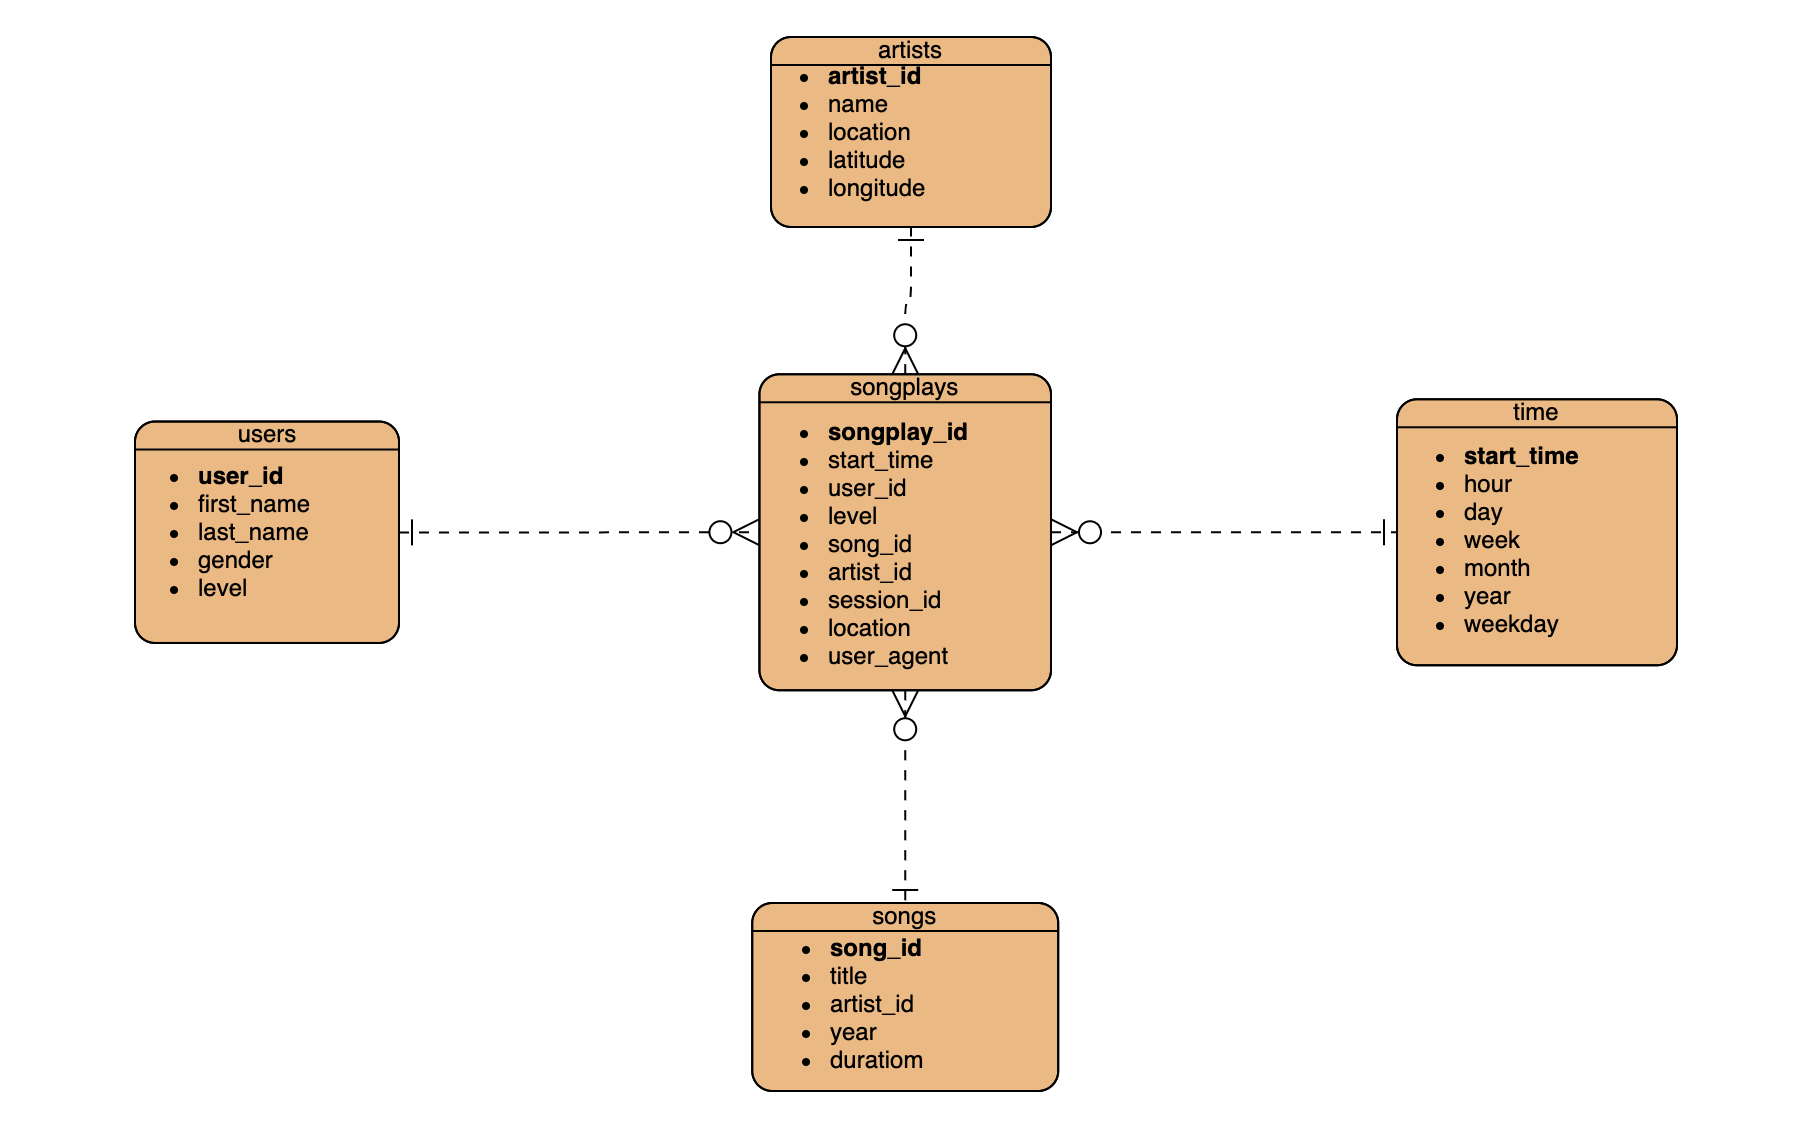 artists
artist_id
name
location
latitude
longitude
songplays
songplay_id
start_time
user_id
level
song_id
artist_id
session_id
location
user_agent
users
user_id
first_name
last_name
gender
level
time
start_time
hour
day
week
month
year
weekday
songs
song_id
title
artist_id
year
duratiom